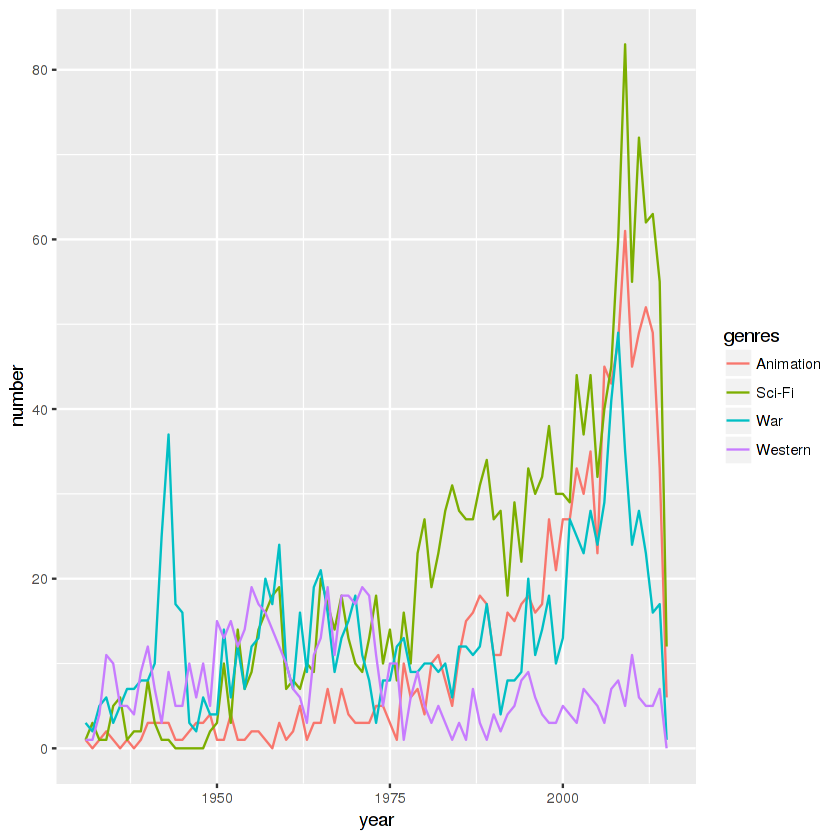 80
60
40
20
0
number
1950 1975 2000
year
genres
Animation
Sci-Fi
War
Western